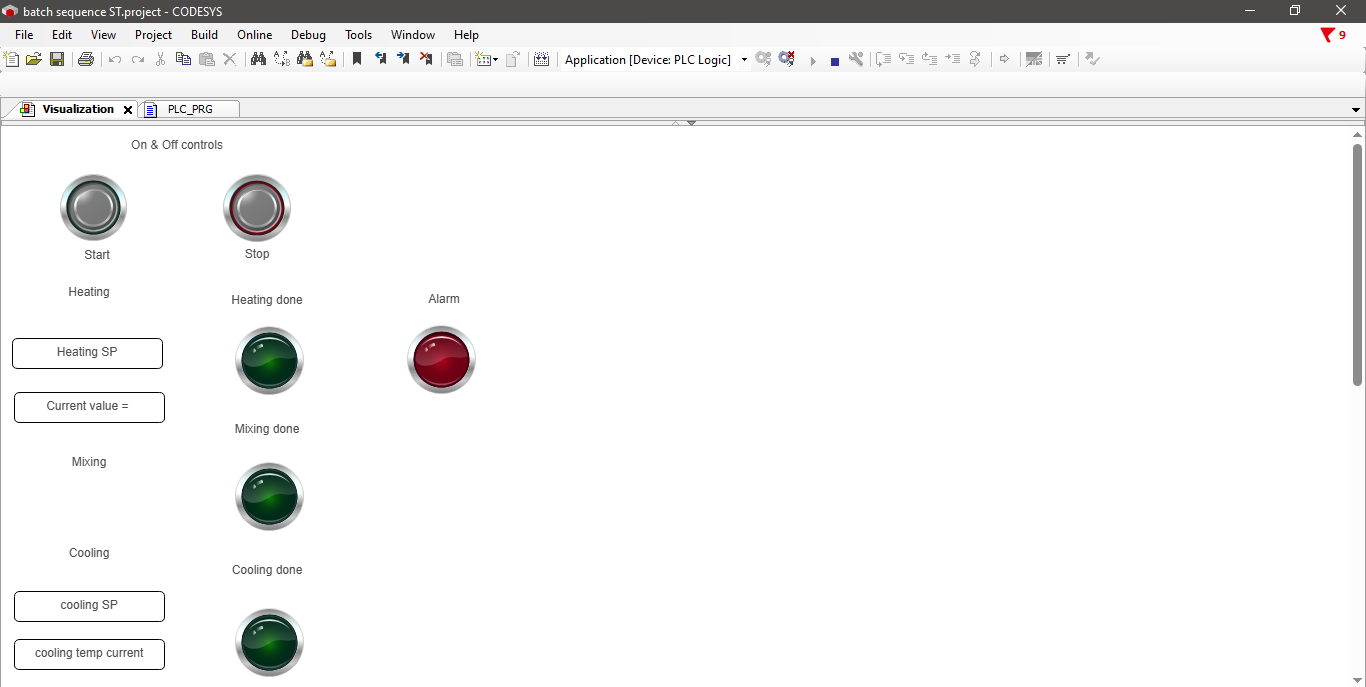 batch sequence ST.project - CODESYS
File Edit View Project Build Online Debug Tools Window Help
9
Application [Device: PLC Logic]
Visualization PLC_PRG
On & Off controls
Start
Stop
Heating
Heating done
Alarm
Heating SP
Current value =
Mixing done
Mixing
Cooling
Cooling done
cooling SP
cooling temp current